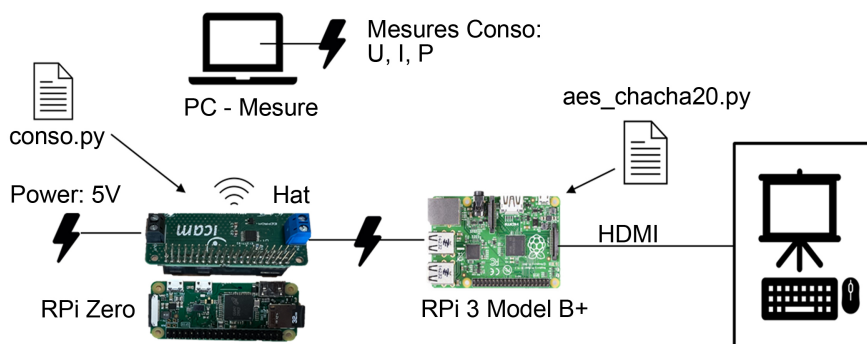 Mesures Conso:
U, I, P
PC - Mesure
aes_chacha20.py
conso.py
Power: 5V
Hat
icam
HDMI
RPi Zero
RPi 3 Model B+